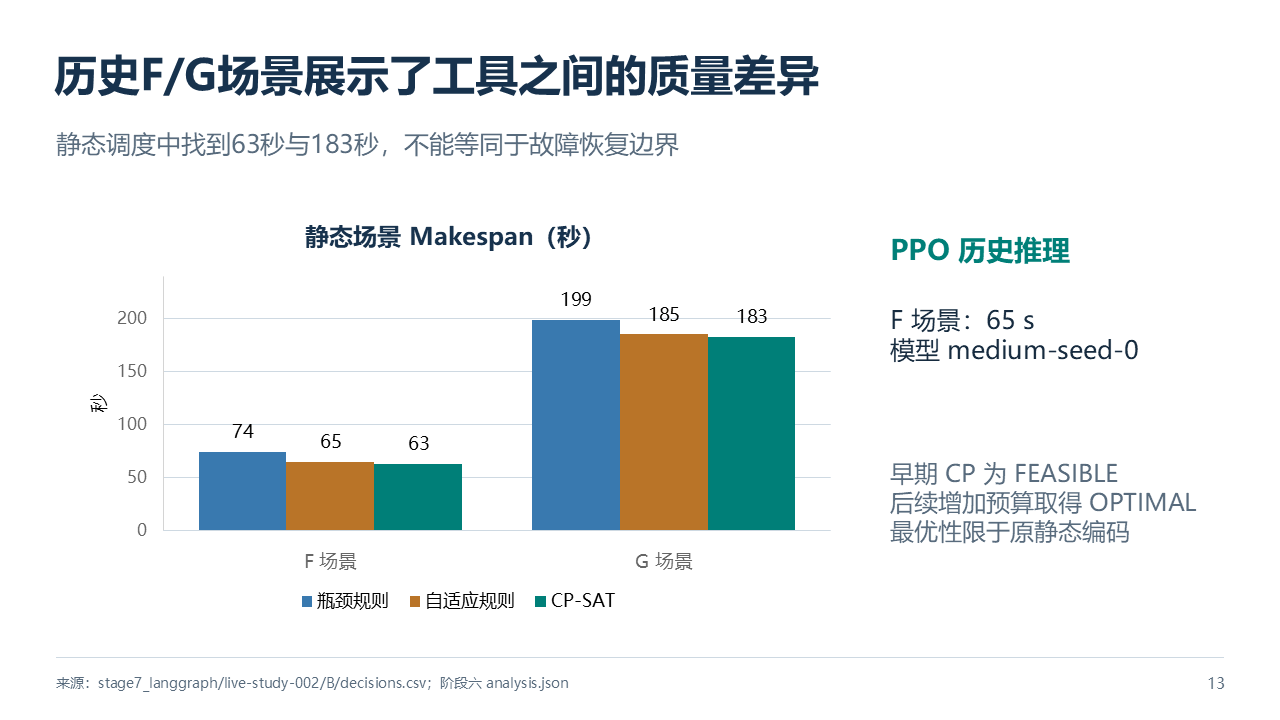 历史F/G场景展示了工具之间的质量差异
静态调度中找到63秒与183秒，不能等同于故障恢复边界
静态场景 Makespan（秒）
秒
200
150
100
50
0
74
65
63
199
185
183
F 场景
G 场景
瓶颈规则
自适应规则
CP-SAT
PPO 历史推理
F 场景：65 s
模型 medium-seed-0
早期 CP 为 FEASIBLE
后续增加预算取得 OPTIMAL
最优性限于原静态编码
来源：stage7_langgraph/live-study-002/B/decisions.csv；阶段六 analysis.json
13